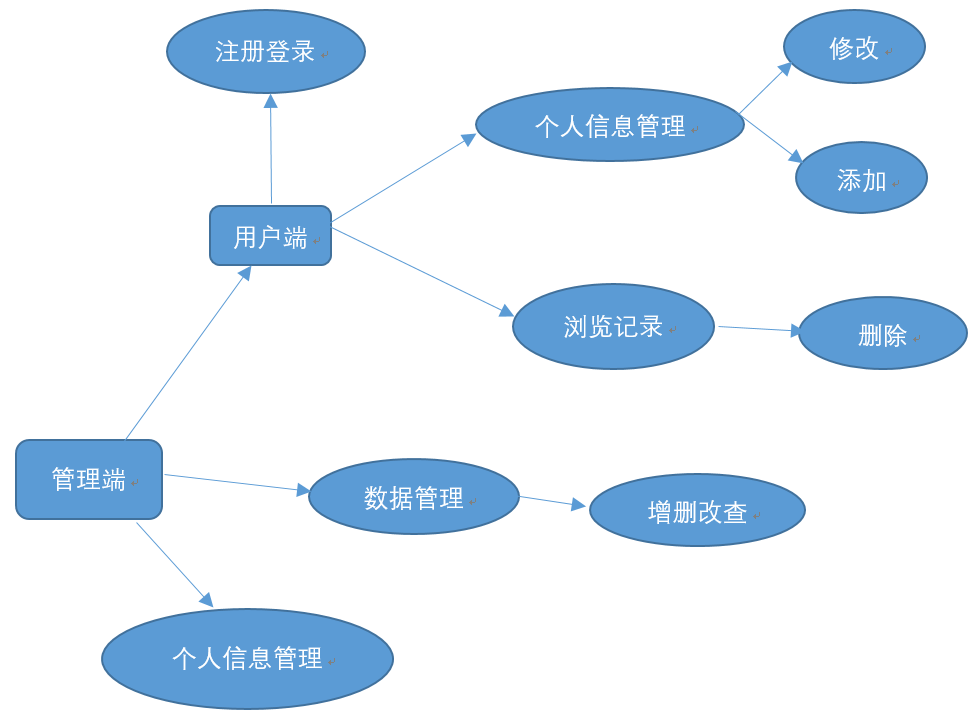 注册登录
修改
个人信息管理
添加
用户端
浏览记录
删除
管理端
数据管理
增删改查
个人信息管理